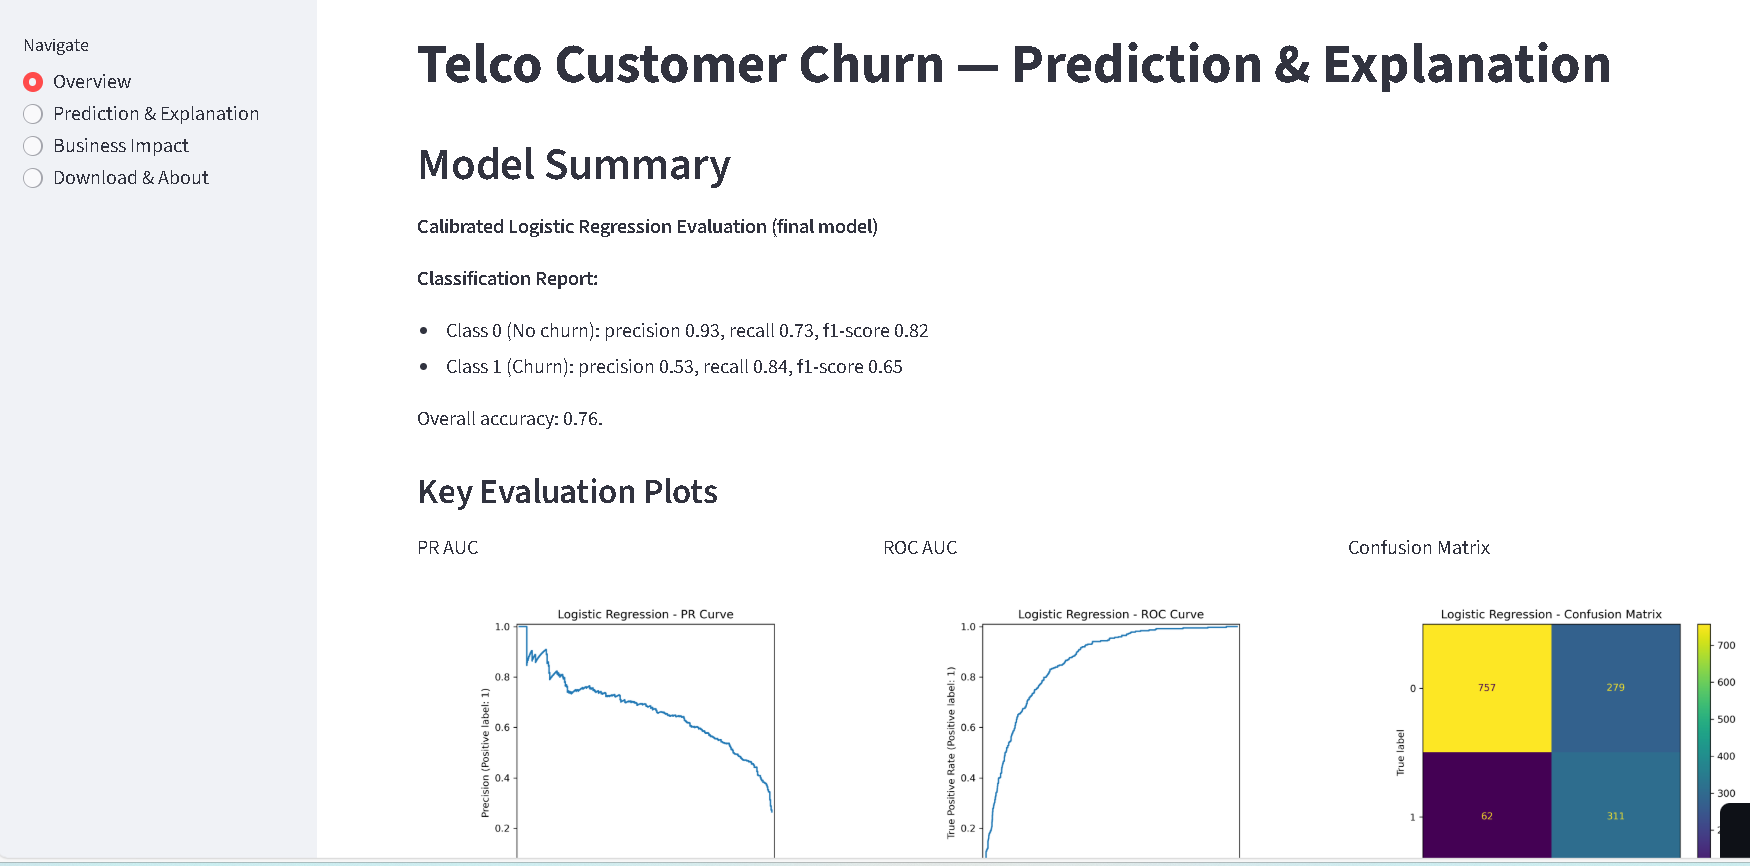 Navigate
Overview
Prediction & Explanation
Business Impact
Download & About
Telco Customer Churn — Prediction & Explanation
Model Summary
Calibrated Logistic Regression Evaluation (final model)
Classification Report:
Class 0 (No churn): precision 0.93, recall 0.73, f1-score 0.82
Class 1 (Churn): precision 0.53, recall 0.84, f1-score 0.65
Overall accuracy: 0.76.
Key Evaluation Plots
PR AUC
Logistic Regression - PR Curve
Precision (Positive label: 1)
1.0
0.8
0.6
0.4
0.2
ROC AUC
Logistic Regression - ROC Curve
True Positive Rate (Positive label: 1)
1.0
0.8
0.6
0.4
0.2
Confusion Matrix
Logistic Regression - Confusion Matrix
True label
0
757
279
1
62
311
700
600
500
400
300